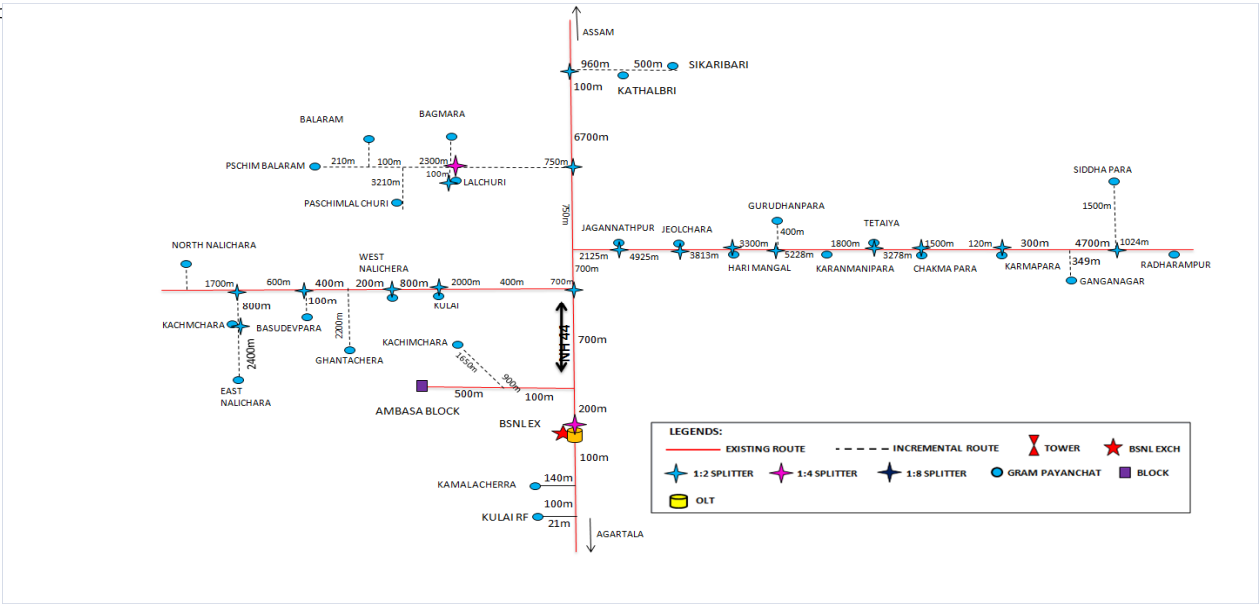 ASSAM
960m 500m SIKARIBARI
100m KATHALBRI
BAGMARA
BALARAM
6700m
PSCHIM BALARAM 210m 100m 2300m 750m
3210m 100m LALCHURI
PASCHIMLAL CHURI
750m
SIDDHA PARA
1500m
GURUDHANPARA
400m
TETAIYA
JAGANNATHPUR JEOLCHARA
2125m 4925m 3813m 3300m 5228m 1800m 3278m 1500m 120m 300m 4700m 1024m
HARI MANGAL KARANMANIPARA CHAKMA PARA KARMAPARA 349m RADHARAMPUR
GANGANAGAR
700m
NORTH NALICHARA
WEST
NALICHERA
1700m 600m 400m 200m 800m 2000m 400m 700m
800m 100m KULAI
KACHMCHARA BASUDEVPARA
2200m
GHANTACHERA
2400m
EAST
NALICHARA
KACHIMCHARA
1650m
900m
NH 44
700m
500m 100m
AMBASA BLOCK
200m
BSNL EX
100m
KAMALACHERRA 140m
100m
KULAI RF 21m
AGARTALA
LEGENDS:
EXISTING ROUTE INCREMENTAL ROUTE TOWER BSNL EXCH
1:2 SPLITTER 1:4 SPLITTER 1:8 SPLITTER GRAM PAYANCHAT BLOCK
OLT